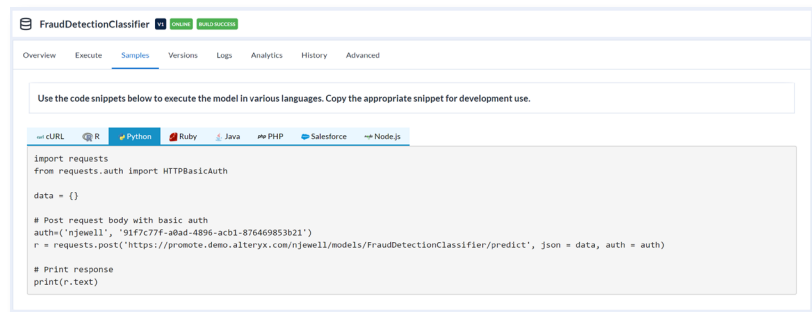 FraudDetectionClassifier V1 ONLINE BUILD SUCCESS
Overview Execute Samples Versions Logs Analytics History Advanced
Use the code snippets below to execute the model in various languages. Copy the appropriate snippet for development use.
cURL R Python Ruby Java PHP Salesforce Node.js
import requests
from requests.auth import HTTPBasicAuth
data = {}
# Post request body with basic auth
auth=('njewell', '91f7c77f-a0ad-4896-acb1-876469853b21')
r = requests.post('https://promote.demo.alteryx.com/njewell/models/FraudDetectionClassifier/predict', json = data, auth = auth)
# Print response
print(r.text)